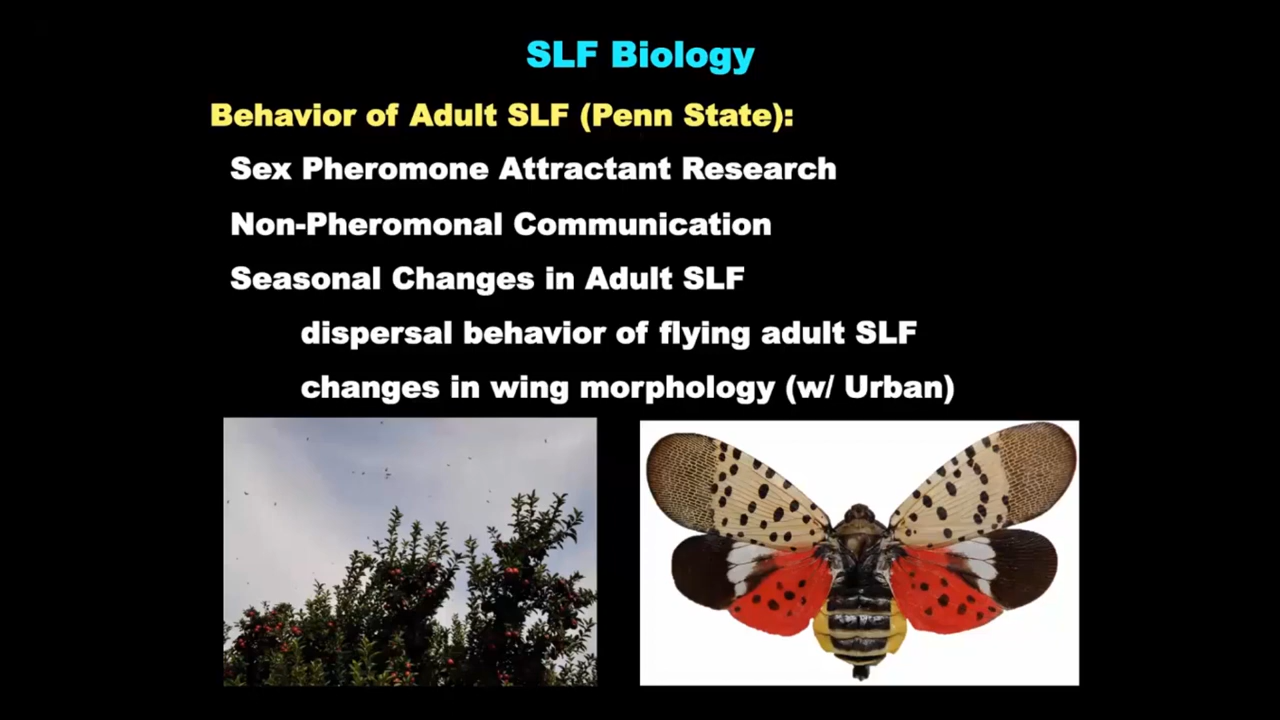 SLF Biology
Behavior of Adult SLF (Penn State):
Sex Pheromone Attractant Research
Non-Pheromonal Communication
Seasonal Changes in Adult SLF
dispersal behavior of flying adult SLF
changes in wing morphology (w/ Urban)